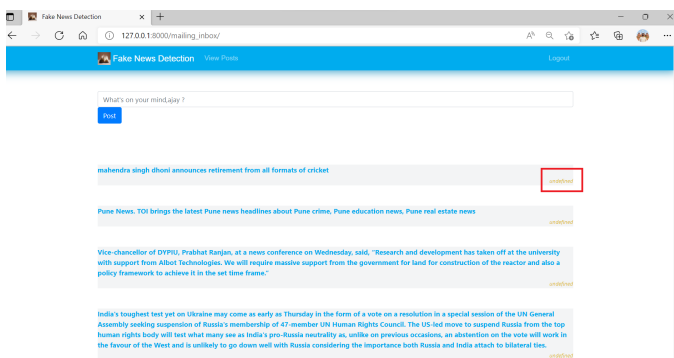 Fake News Detection
127.0.0.1:8000/mailing_inbox/
Fake News Detection View Posts Logout
What's on your mind,ajay ?
Post
mahendra singh dhoni announces retirement from all formats of cricket
undefined
Pune News. TOI brings the latest Pune news headlines about Pune crime, Pune education news, Pune real estate news
undefined
Vice-chancellor of DYPIU, Prabhat Ranjan, at a news conference on Wednesday, said, "Research and development has taken off at the university
with support from Albot Technologies. We will require massive support from the government for land for construction of the reactor and also a
policy framework to achieve it in the set time frame."
undefined
India's toughest test yet on Ukraine may come as early as Thursday in the form of a vote on a resolution in a special session of the UN General
Assembly seeking suspension of Russia's membership of 47-member UN Human Rights Council. The US-led move to suspend Russia from the top
human rights body will test what many see as India's pro-Russia neutrality as, unlike on previous occasions, an abstention on the vote will work in
the favour of the West and is unlikely to go down well with Russia considering the importance both Russia and India attach to bilateral ties.
undefined